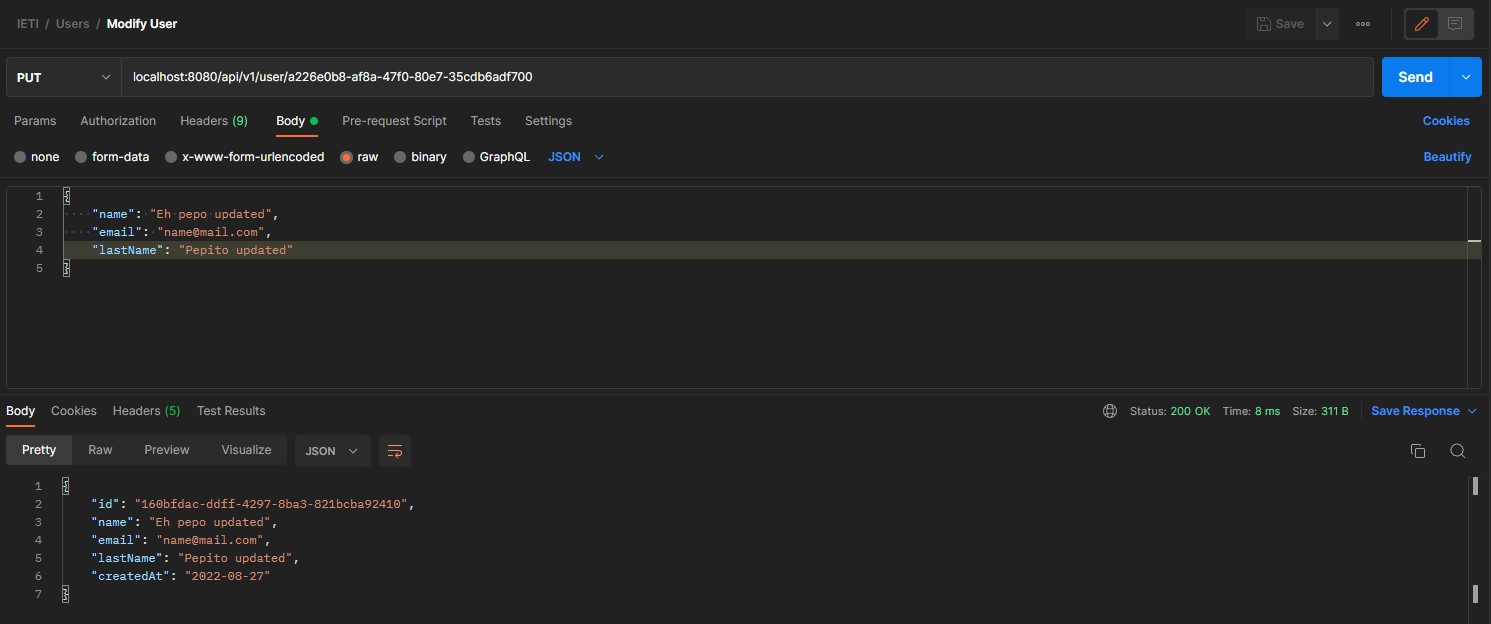 IETI / Users / Modify User
Save
PUT localhost:8080/api/v1/user/a226e0b8-af8a-47f0-80e7-35cdb6adf700 Send
Params Authorization Headers (9) Body Pre-request Script Tests Settings Cookies
none form-data x-www-form-urlencoded raw binary GraphQL JSON Beautify
1 {
2 "name": "Eh pepo updated",
3 "email": "name@mail.com",
4 "lastName": "Pepito updated"
5 }
Body Cookies Headers (5) Test Results Status: 200 OK Time: 8 ms Size: 311 B Save Response
Pretty Raw Preview Visualize JSON
1 {
2 "id": "160bfdac-ddff-4297-8ba3-821bcba92410",
3 "name": "Eh pepo updated",
4 "email": "name@mail.com",
5 "lastName": "Pepito updated",
6 "createdAt": "2022-08-27"
7 }